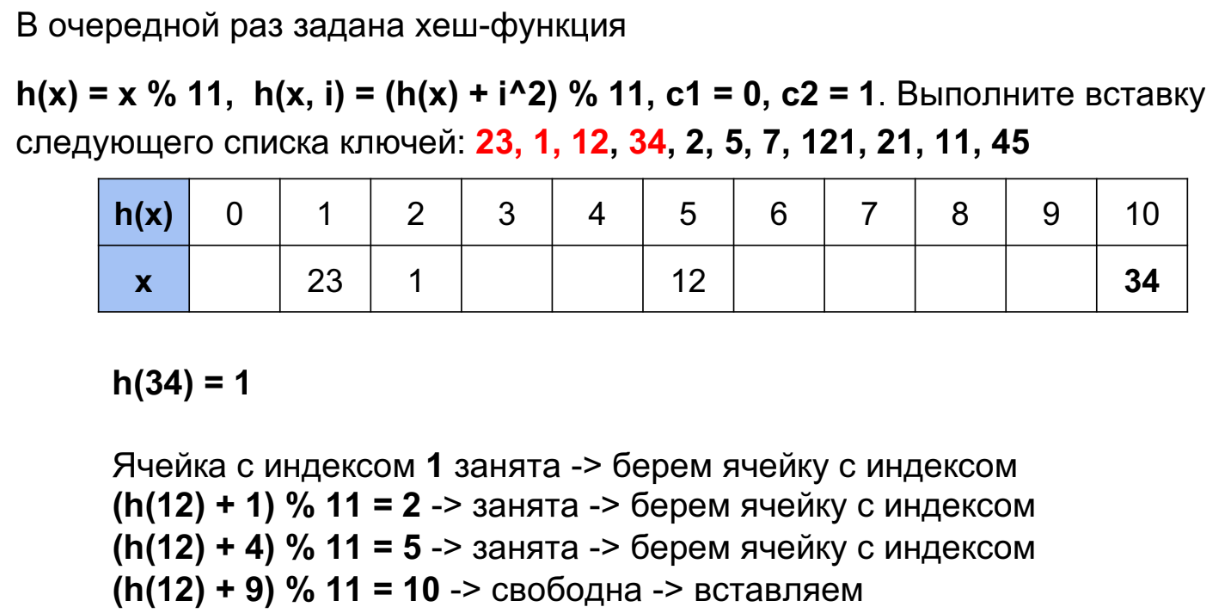 В очередной раз задана хеш-функция
h(x) = x % 11, h(x, i) = (h(x) + i^2) % 11, c1 = 0, c2 = 1. Выполните вставку
следующего списка ключей: 23, 1, 12, 34, 2, 5, 7, 121, 21, 11, 45
h(x) 0 1 2 3 4 5 6 7 8 9 10
x 23 1 12 34
h(34) = 1
Ячейка с индексом 1 занята -> берем ячейку с индексом
(h(12) + 1) % 11 = 2 -> занята -> берем ячейку с индексом
(h(12) + 4) % 11 = 5 -> занята -> берем ячейку с индексом
(h(12) + 9) % 11 = 10 -> свободна -> вставляем